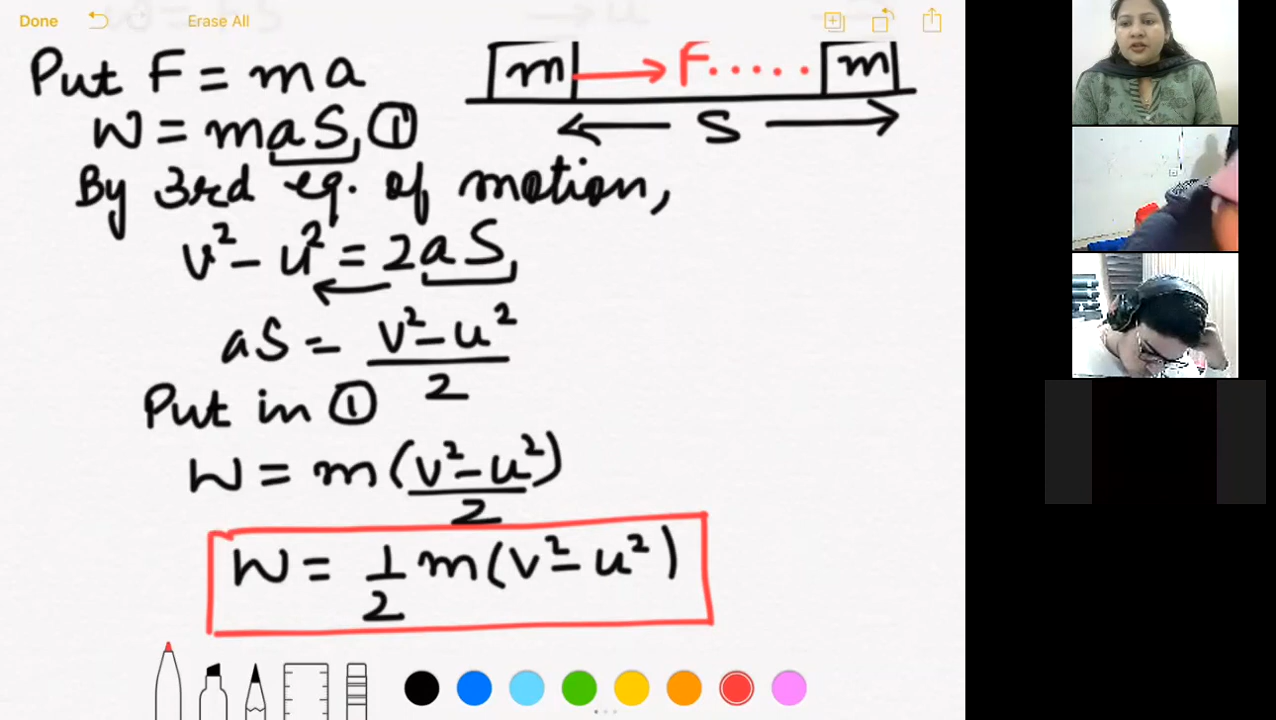 Done
Erase All
Put F = ma
m F..... m
W = maS, ①
S
By 3rd eq. of motion,
v² - u² = 2aS,
aS = v² - u²
2
Put in ①
W = m(v² - u²)
2
W = 1 m(v² - u²)
2